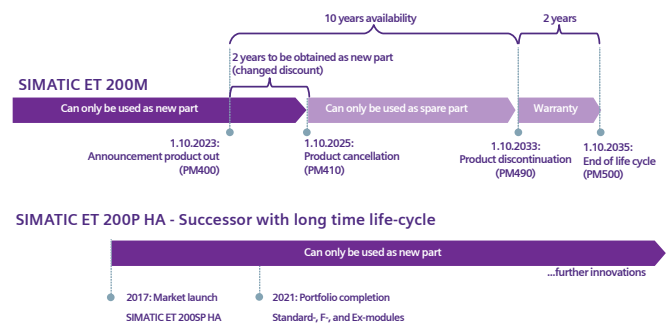 10 years availability
2 years
2 years to be obtained as new part
(changed discount)
SIMATIC ET 200M
Can only be used as new part
Can only be used as spare part
Warranty
1.10.2023:
Announcement product out
(PM400)
1.10.2025:
Product cancellation
(PM410)
1.10.2033:
Product discontinuation
(PM490)
1.10.2035:
End of life cycle
(PM500)
SIMATIC ET 200P HA - Successor with long time life-cycle
Can only be used as new part
...further innovations
2017: Market launch
SIMATIC ET 200SP HA
2021: Portfolio completion
Standard-, F-, and Ex-modules